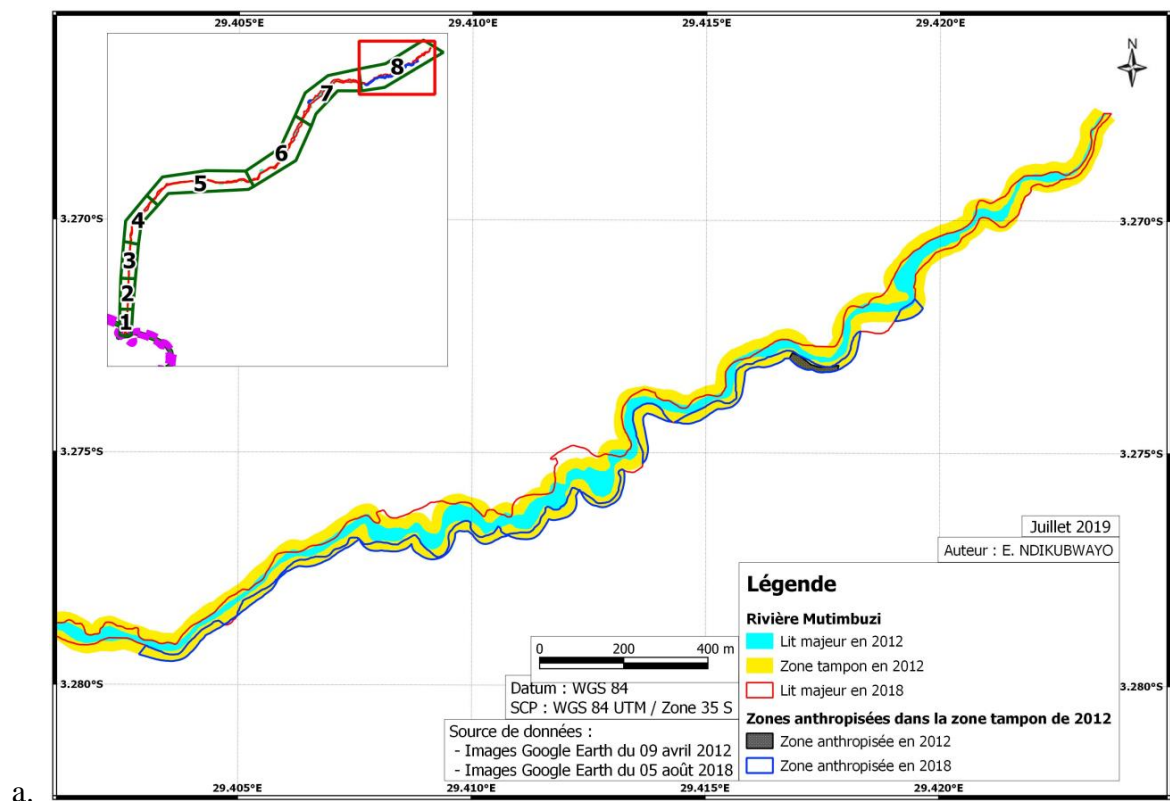 29.405°E 29.410°E 29.415°E 29.420°E
N
8
7
6
5
4
3
2
1
3.270°S 3.270°S
3.275°S 3.275°S
3.280°S 3.280°S
Juillet 2019
Auteur : E. NDIKUBWAYO
Légende
Rivière Mutimbuzi
Lit majeur en 2012
Zone tampon en 2012
Lit majeur en 2018
Zones anthropisées dans la zone tampon de 2012
Zone anthropisée en 2012
Zone anthropisée en 2018
0 200 400 m
Datum : WGS 84
SCP : WGS 84 UTM / Zone 35 S
Source de données :
- Images Google Earth du 09 avril 2012
- Images Google Earth du 05 août 2018
29.405°E 29.410°E 29.415°E 29.420°E
a.